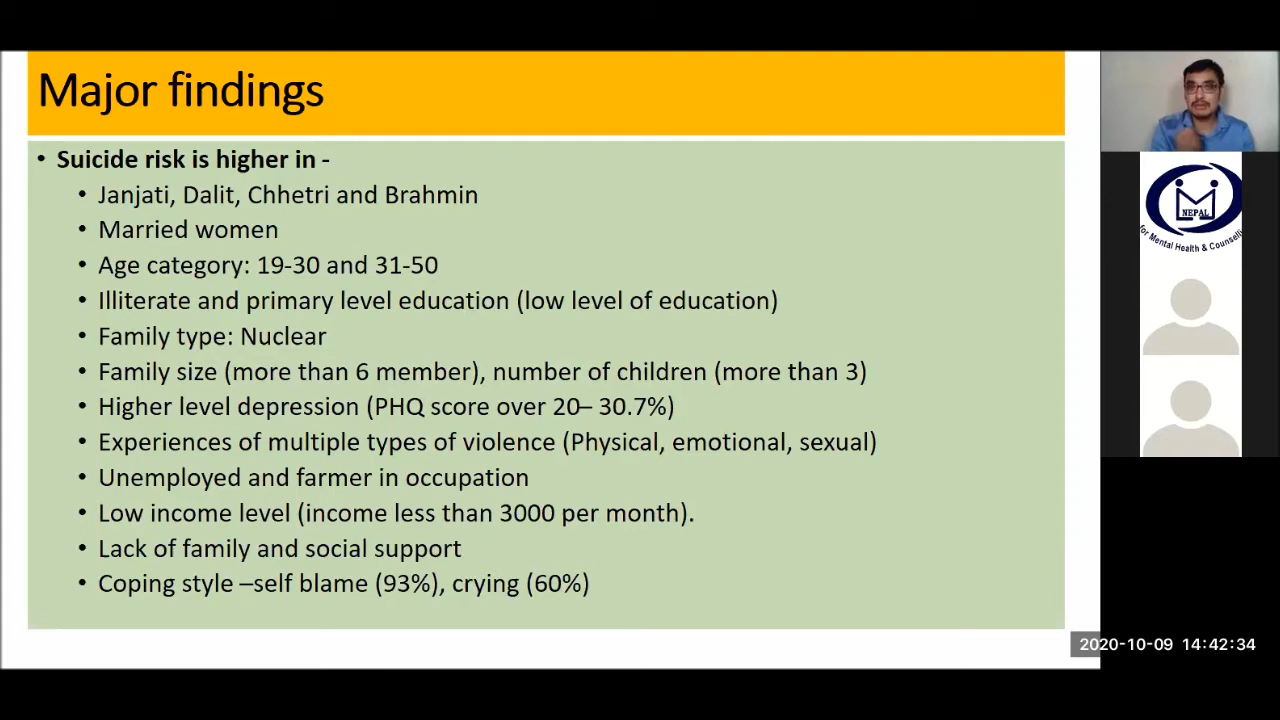 Major findings
• Suicide risk is higher in -
• Janjati, Dalit, Chhetri and Brahmin
• Married women
• Age category: 19-30 and 31-50
• Illiterate and primary level education (low level of education)
• Family type: Nuclear
• Family size (more than 6 member), number of children (more than 3)
• Higher level depression (PHQ score over 20– 30.7%)
• Experiences of multiple types of violence (Physical, emotional, sexual)
• Unemployed and farmer in occupation
• Low income level (income less than 3000 per month).
• Lack of family and social support
• Coping style –self blame (93%), crying (60%)
NEPAL
for Mental Health & Counselli
2020-10-09 14:42:34